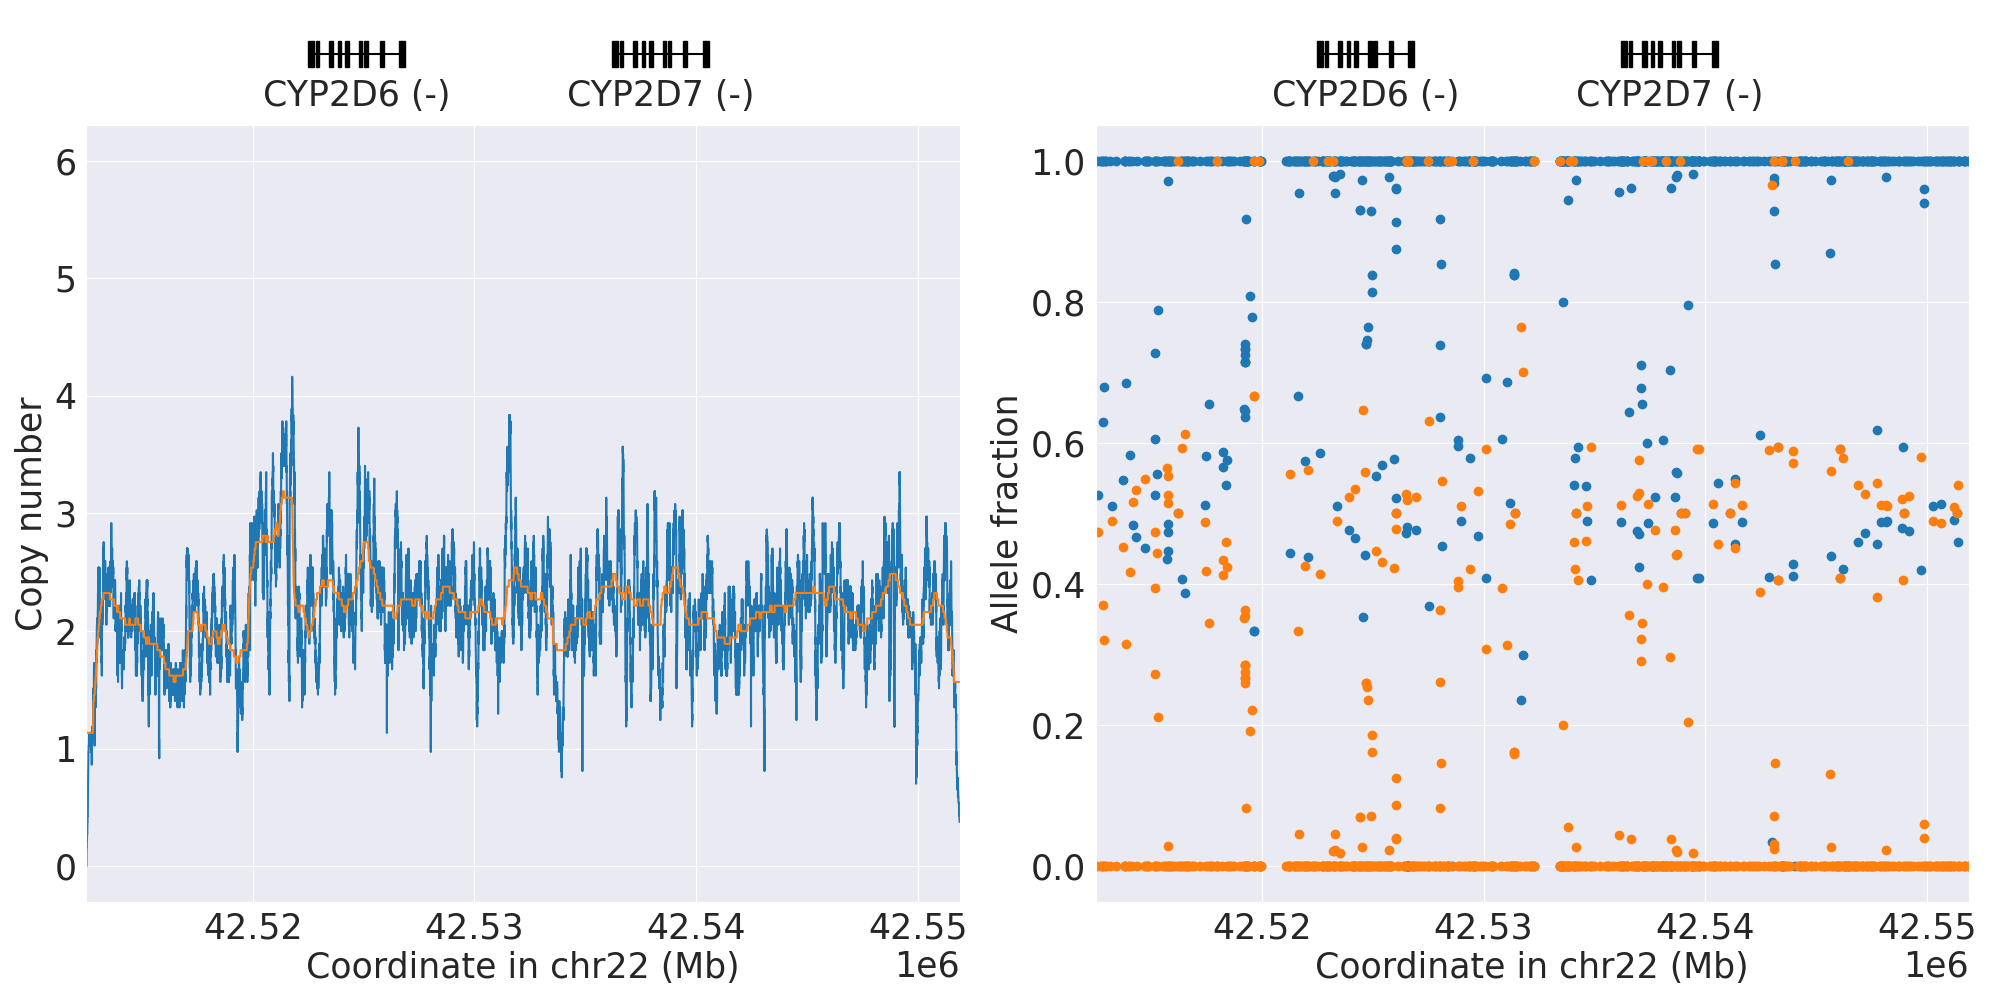 CYP2D6 (-) CYP2D7 (-)
6
5
4
3
2
1
0
Copy number
42.52 42.53 42.54 42.55
Coordinate in chr22 (Mb) 1e6
CYP2D6 (-) CYP2D7 (-)
1.0
0.8
0.6
0.4
0.2
0.0
Allele fraction
42.52 42.53 42.54 42.55
Coordinate in chr22 (Mb) 1e6